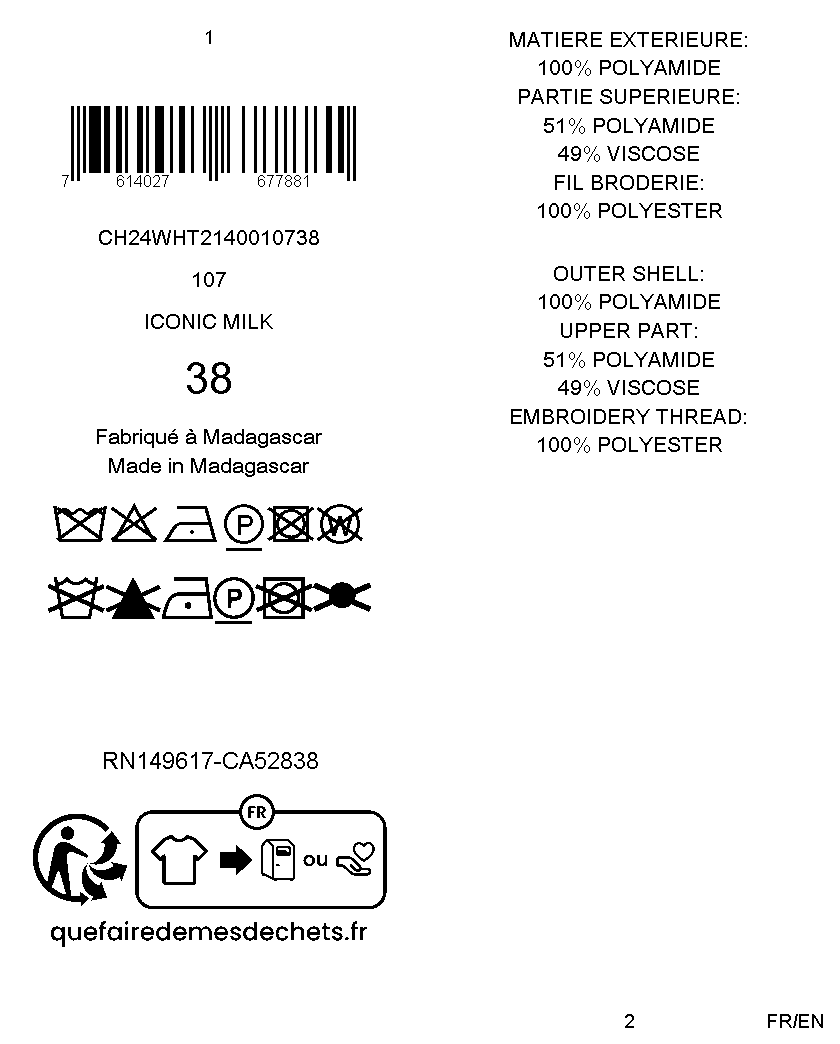 1
7 614027 677881
CH24WHT2140010738
107
ICONIC MILK
38
Fabriqué à Madagascar
Made in Madagascar
P W
P
RN149617-CA52838
FR
ou
quefairedemesdechets.fr
MATIERE EXTERIEURE:
100% POLYAMIDE
PARTIE SUPERIEURE:
51% POLYAMIDE
49% VISCOSE
FIL BRODERIE:
100% POLYESTER
OUTER SHELL:
100% POLYAMIDE
UPPER PART:
51% POLYAMIDE
49% VISCOSE
EMBROIDERY THREAD:
100% POLYESTER
2 FR/EN